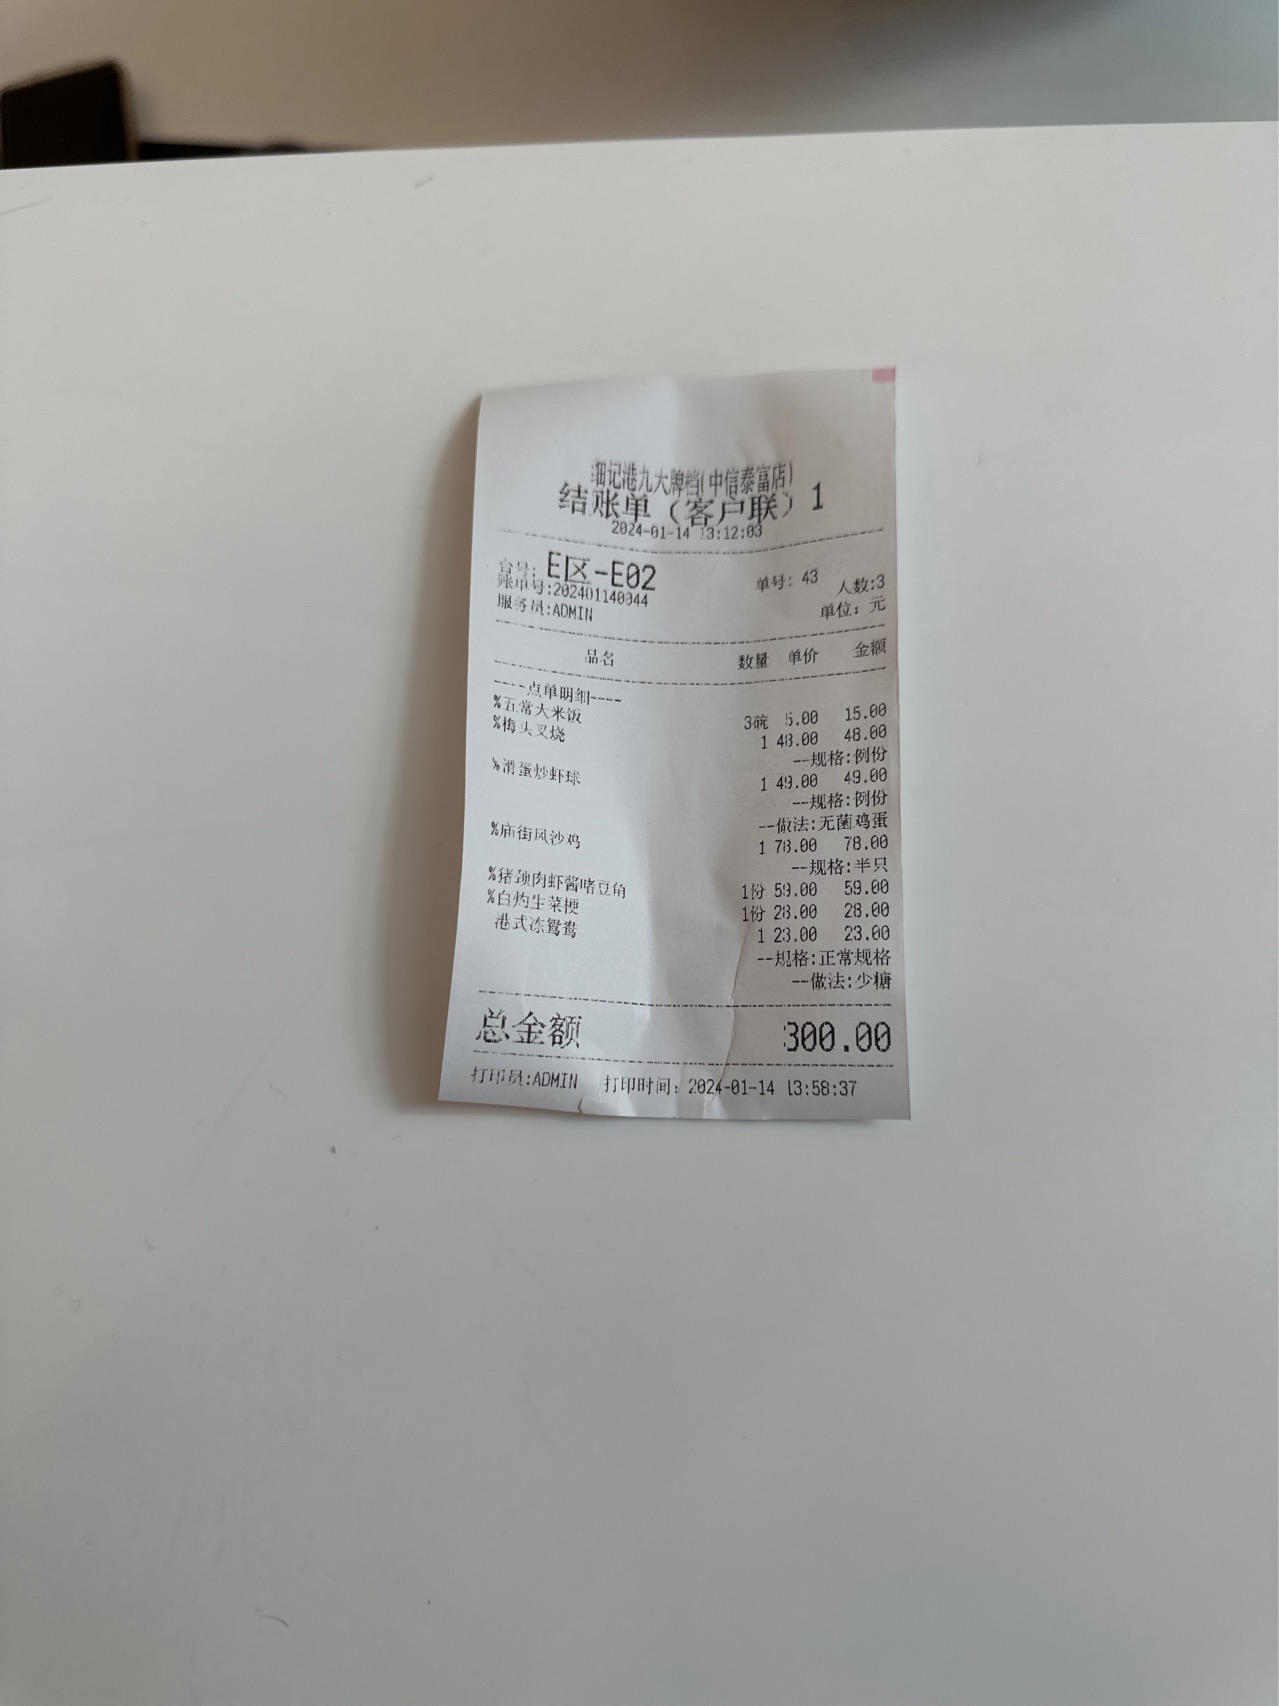 细记港九大牌档(中信泰富店)
结账单（客户联）1
2024-01-14 13:12:03
台号: E区-E02 单号: 43 人数:3
账单号:202401140044
服务员:ADMIN 单位: 元
品名 数量 单价 金额
----点单明细----
%五常大米饭 3碗 5.00 15.00
%梅头叉烧 1 48.00 48.00
--规格:例份
%滑蛋炒虾球 1 49.00 49.00
--规格:例份
--做法:无菌鸡蛋
%庙街风沙鸡 1 78.00 78.00
--规格:半只
%猪颈肉虾酱啫豆角 1份 59.00 59.00
%白灼生菜梗 1份 28.00 28.00
港式冻鸳鸯 1 23.00 23.00
--规格:正常规格
--做法:少糖
总金额 300.00
打印员:ADMIN 打印时间: 2024-01-14 13:58:37